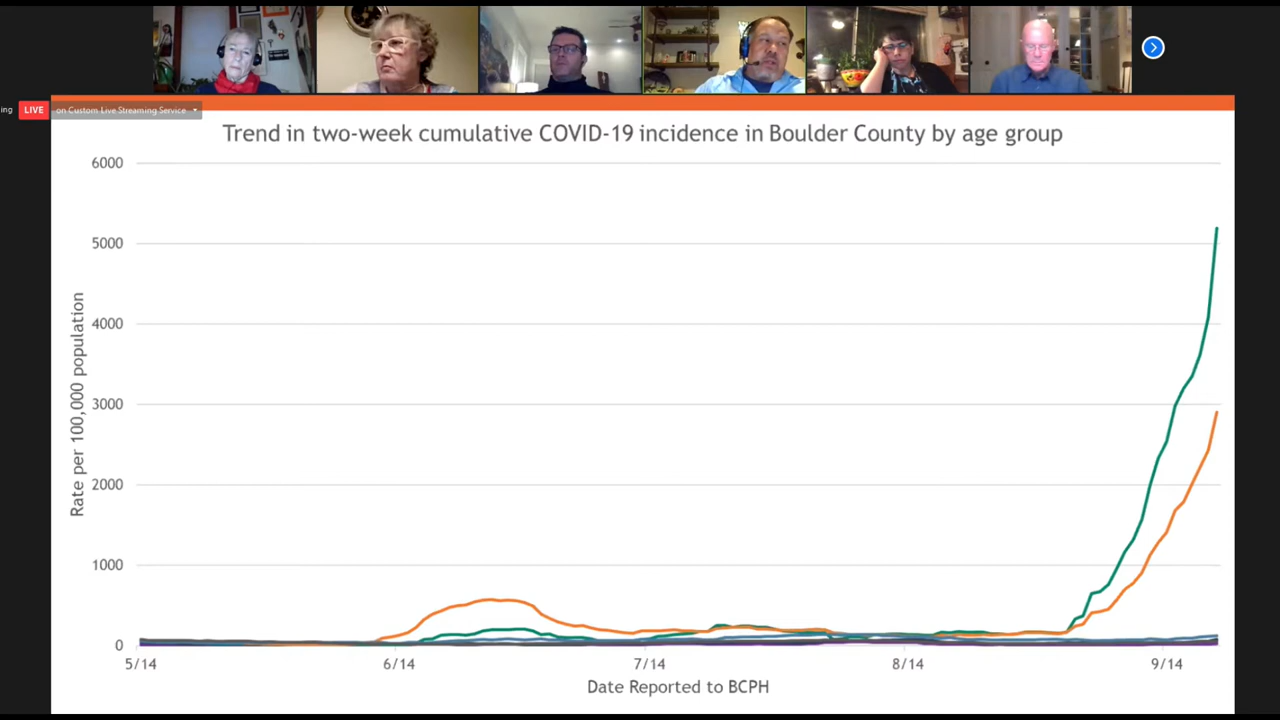 ing LIVE on Custom Live Streaming Service
Trend in two-week cumulative COVID-19 incidence in Boulder County by age group
6000
5000
4000
3000
2000
1000
0
Rate per 100,000 population
5/14 6/14 7/14 8/14 9/14
Date Reported to BCPH